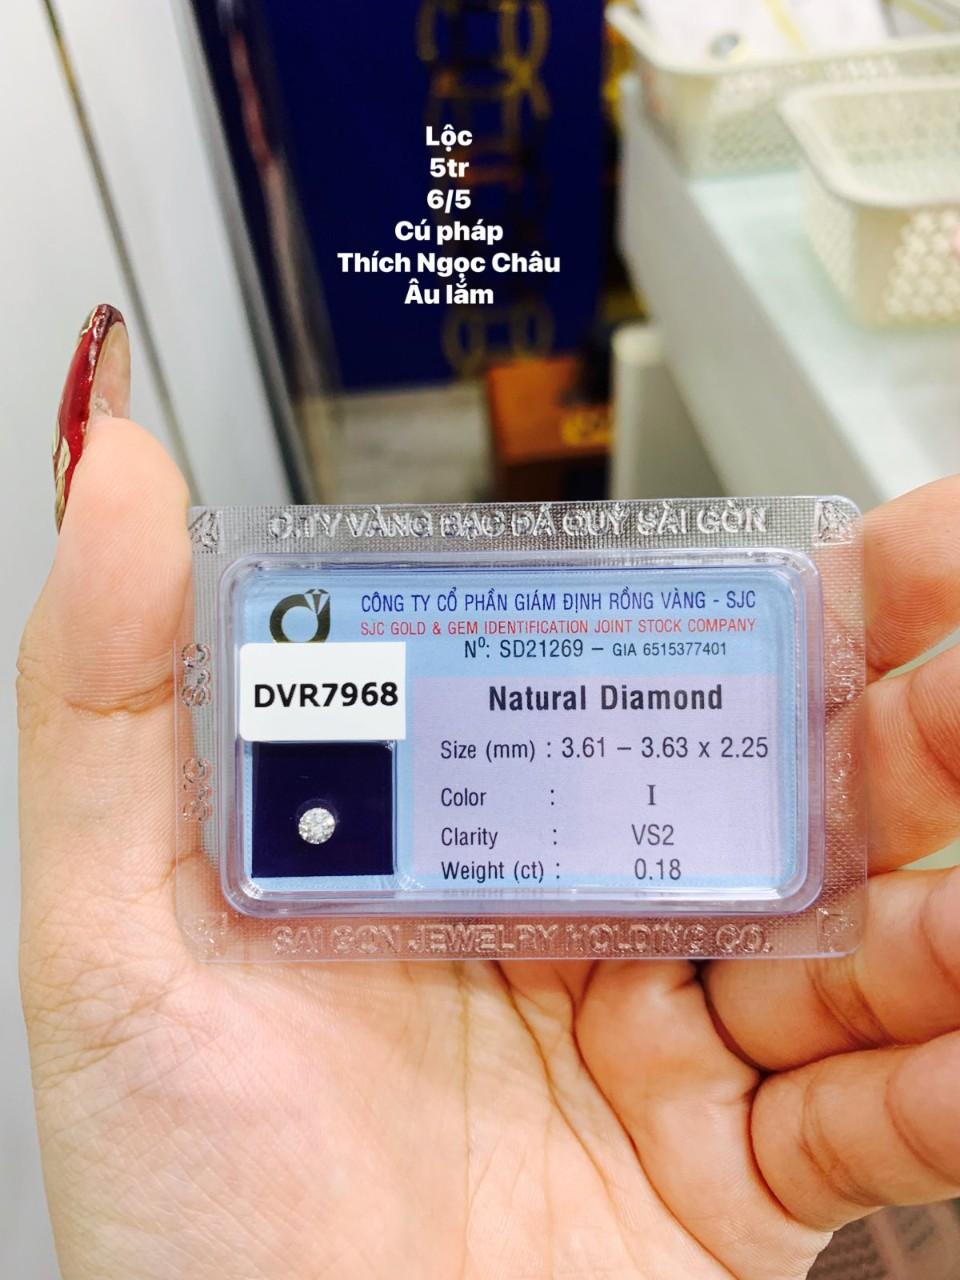 Lộc
5tr
6/5
Cú pháp
Thích Ngọc Châu
Âu lắm
C.TY VÀNG BẠC ĐÁ QUÝ SÀI GÒN
CÔNG TY CỔ PHẦN GIÁM ĐỊNH RỒNG VÀNG - SJC
SJC GOLD & GEM IDENTIFICATION JOINT STOCK COMPANY
Nº: SD21269 – GIA 6515377401
DVR7968
Natural Diamond
Size (mm) : 3.61 – 3.63 x 2.25
Color : I
Clarity : VS2
Weight (ct) : 0.18
SJC
SJC
SAI GON JEWELRY HOLDING CO.